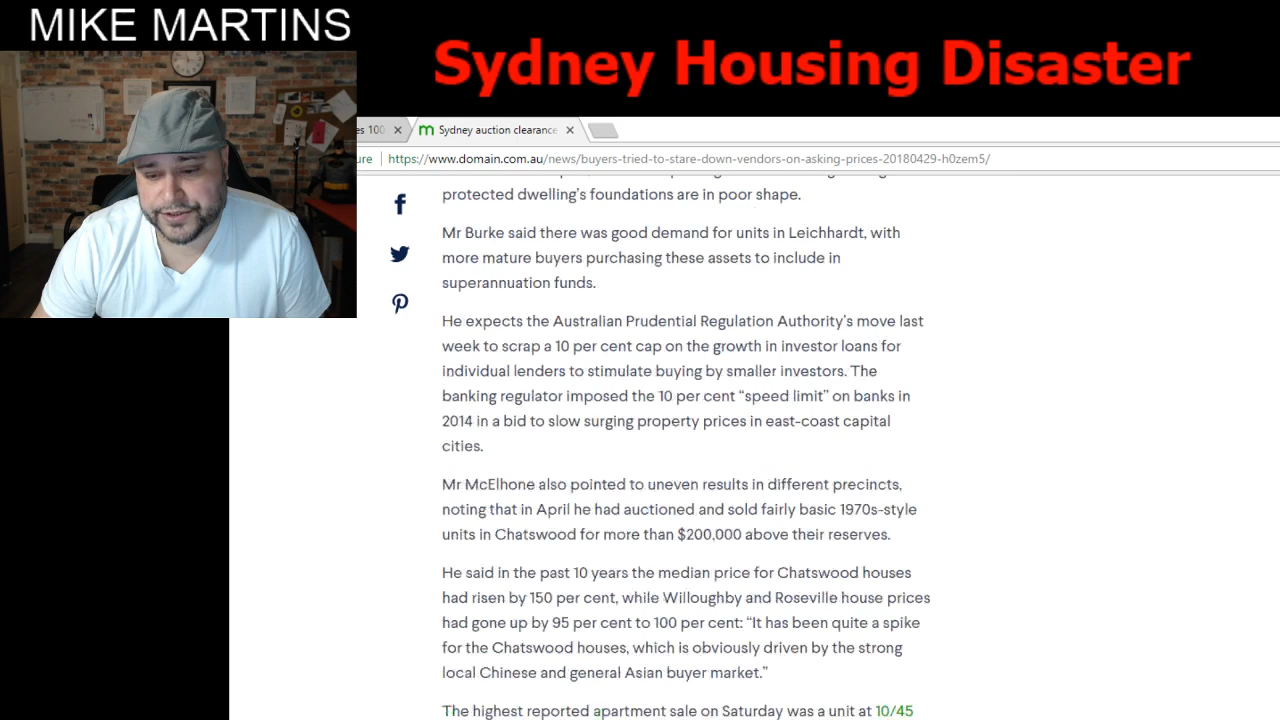 MIKE MARTINS
Sydney Housing Disaster
es 100
Sydney auction clearance
ure https://www.domain.com.au/news/buyers-tried-to-stare-down-vendors-on-asking-prices-20180429-h0zem5/
protected dwelling's foundations are in poor shape.
Mr Burke said there was good demand for units in Leichhardt, with
more mature buyers purchasing these assets to include in
superannuation funds.
He expects the Australian Prudential Regulation Authority's move last
week to scrap a 10 per cent cap on the growth in investor loans for
individual lenders to stimulate buying by smaller investors. The
banking regulator imposed the 10 per cent “speed limit” on banks in
2014 in a bid to slow surging property prices in east-coast capital
cities.
Mr McElhone also pointed to uneven results in different precincts,
noting that in April he had auctioned and sold fairly basic 1970s-style
units in Chatswood for more than $200,000 above their reserves.
He said in the past 10 years the median price for Chatswood houses
had risen by 150 per cent, while Willoughby and Roseville house prices
had gone up by 95 per cent to 100 per cent: “It has been quite a spike
for the Chatswood houses, which is obviously driven by the strong
local Chinese and general Asian buyer market.”
The highest reported apartment sale on Saturday was a unit at 10/45